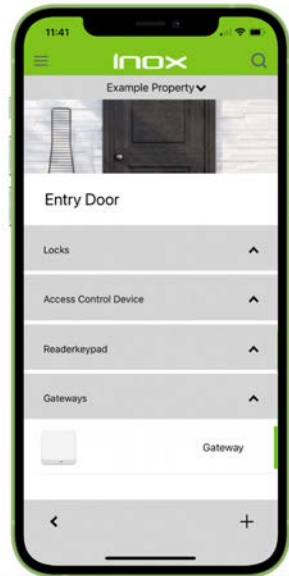 11:41
INOX
Example Property
Entry Door
Locks
Access Control Device
Readerkeypad
Gateways
Gateway